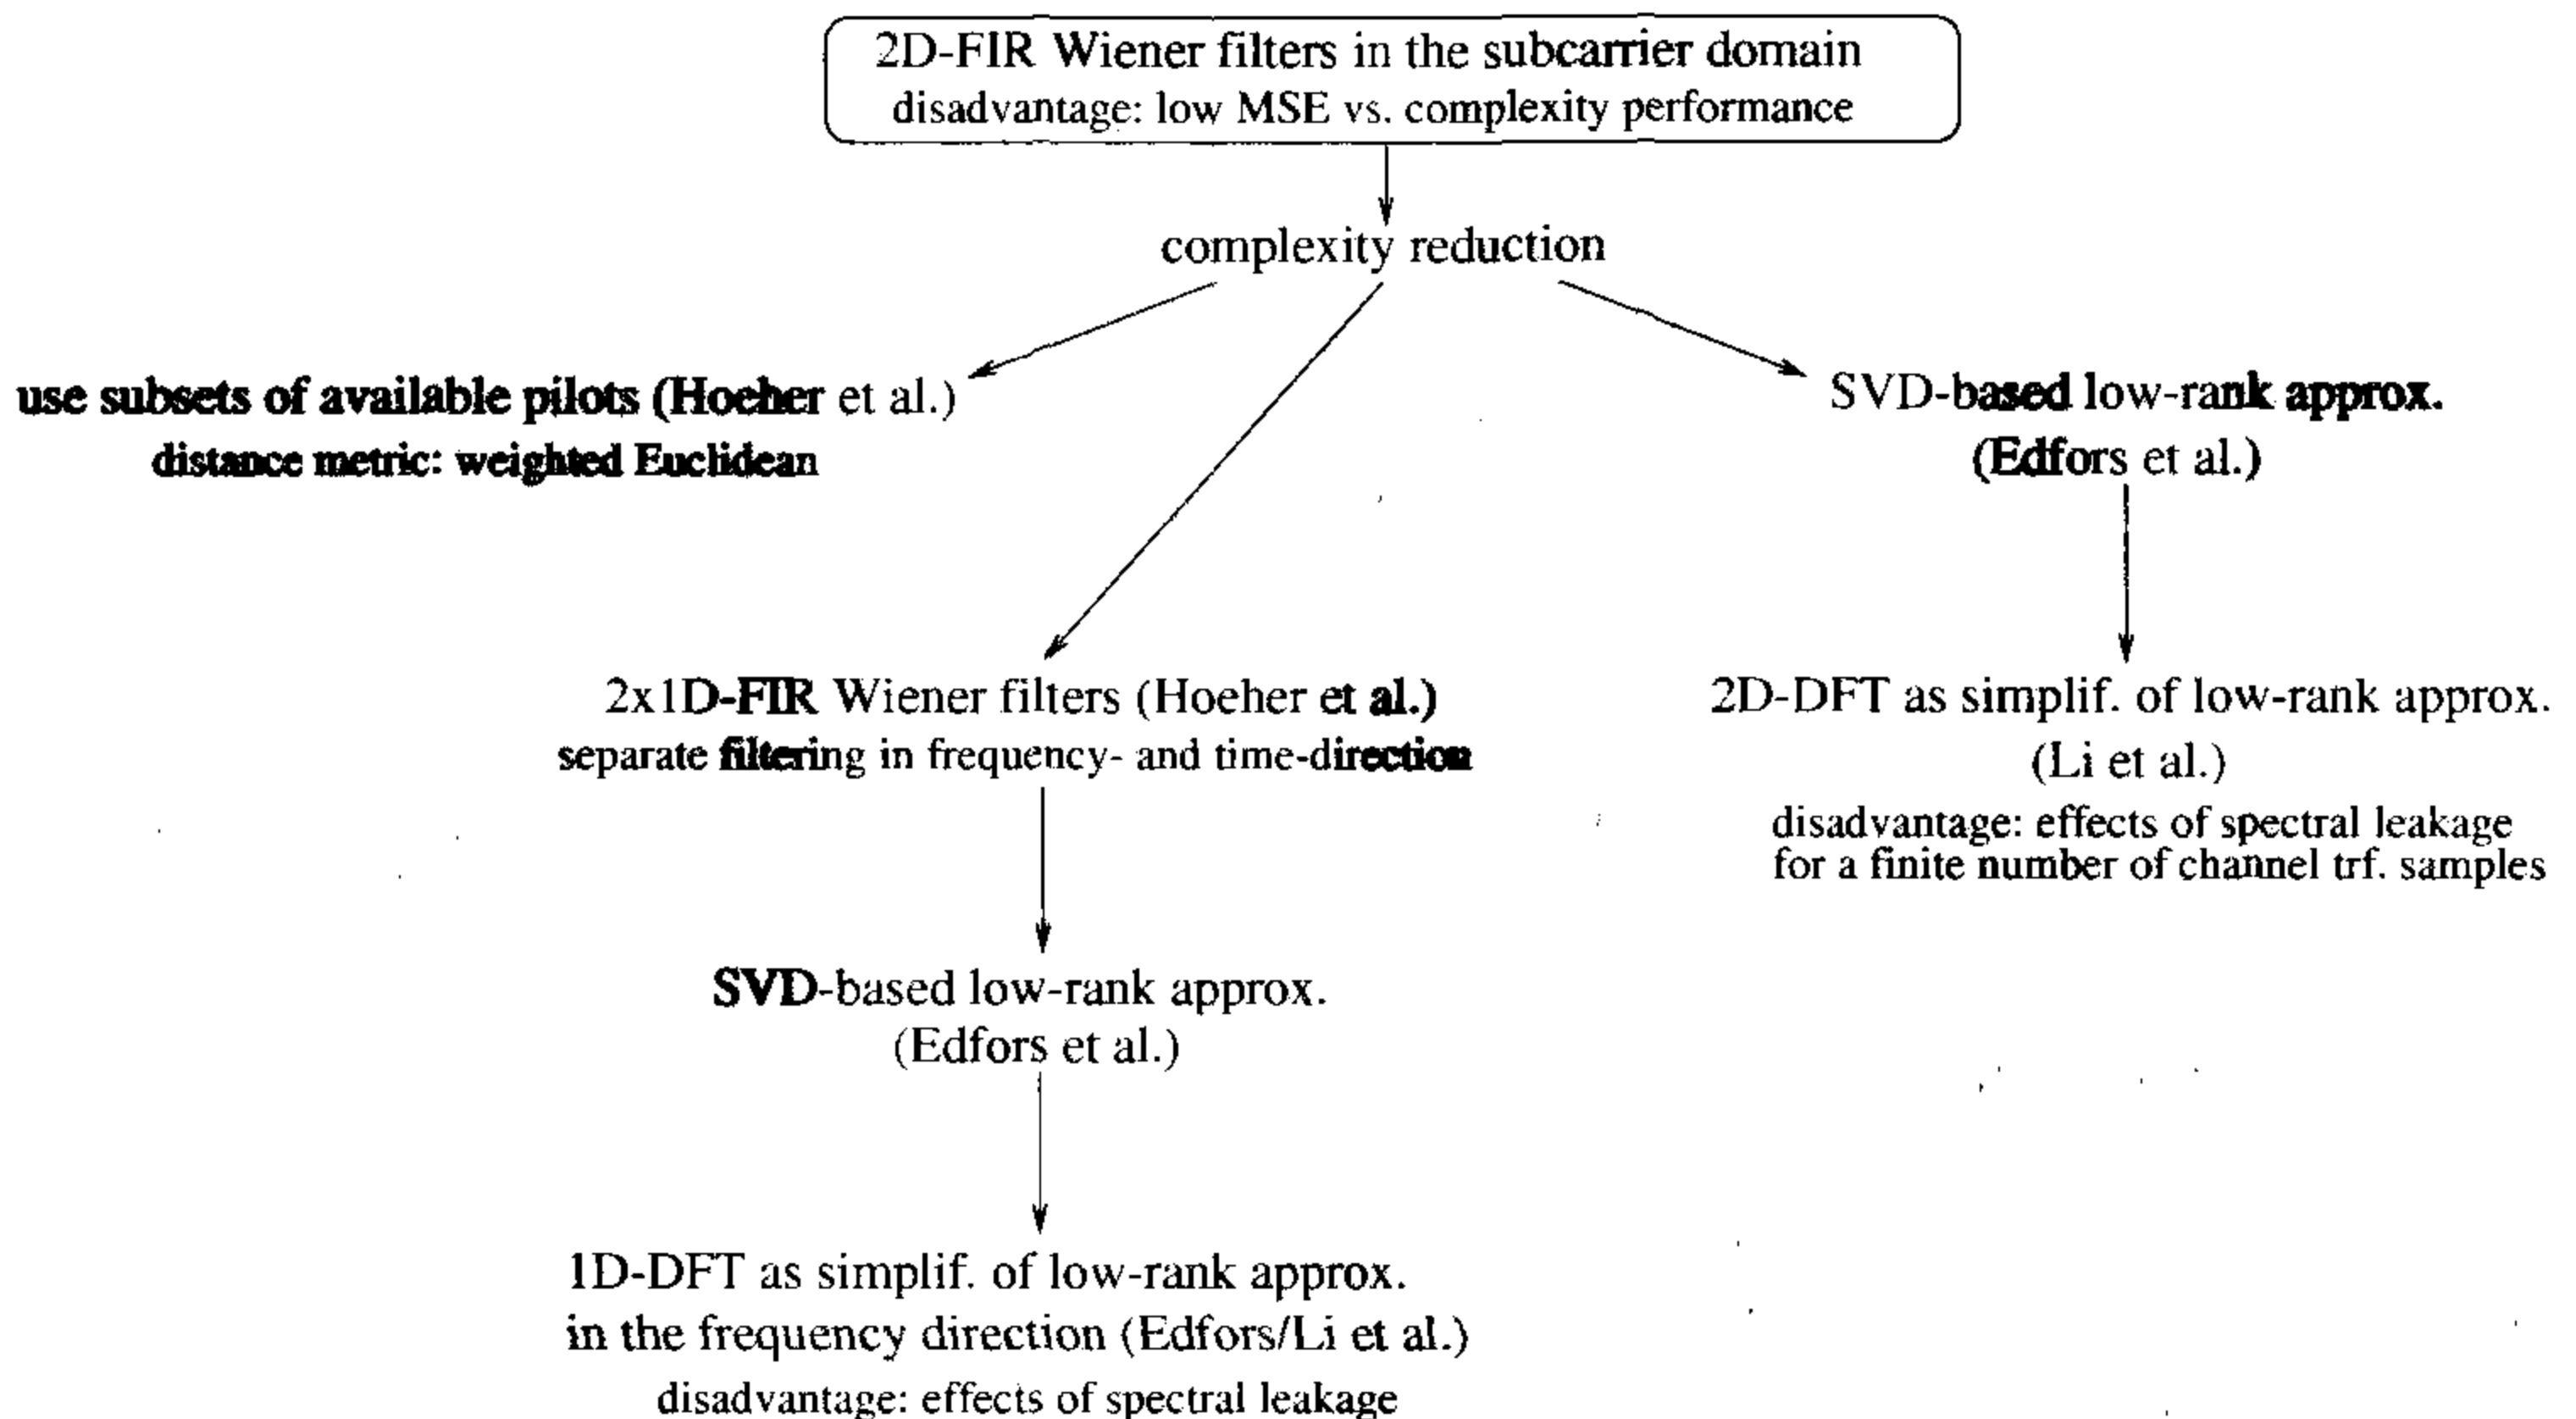 2D-FIR Wiener filters in the subcarrier domain
disadvantage: low MSE vs. complexity performance
complexity reduction
use subsets of available pilots (Hoeher et al.)
distance metric: weighted Euclidean
SVD-based low-rank approx.
(Edfors et al.)
2x1D-FIR Wiener filters (Hoeher et al.)
separate filtering in frequency- and time-direction
2D-DFT as simplif. of low-rank approx.
(Li et al.)
disadvantage: effects of spectral leakage
for a finite number of channel trf. samples
SVD-based low-rank approx.
(Edfors et al.)
1D-DFT as simplif. of low-rank approx.
in the frequency direction (Edfors/Li et al.)
disadvantage: effects of spectral leakage